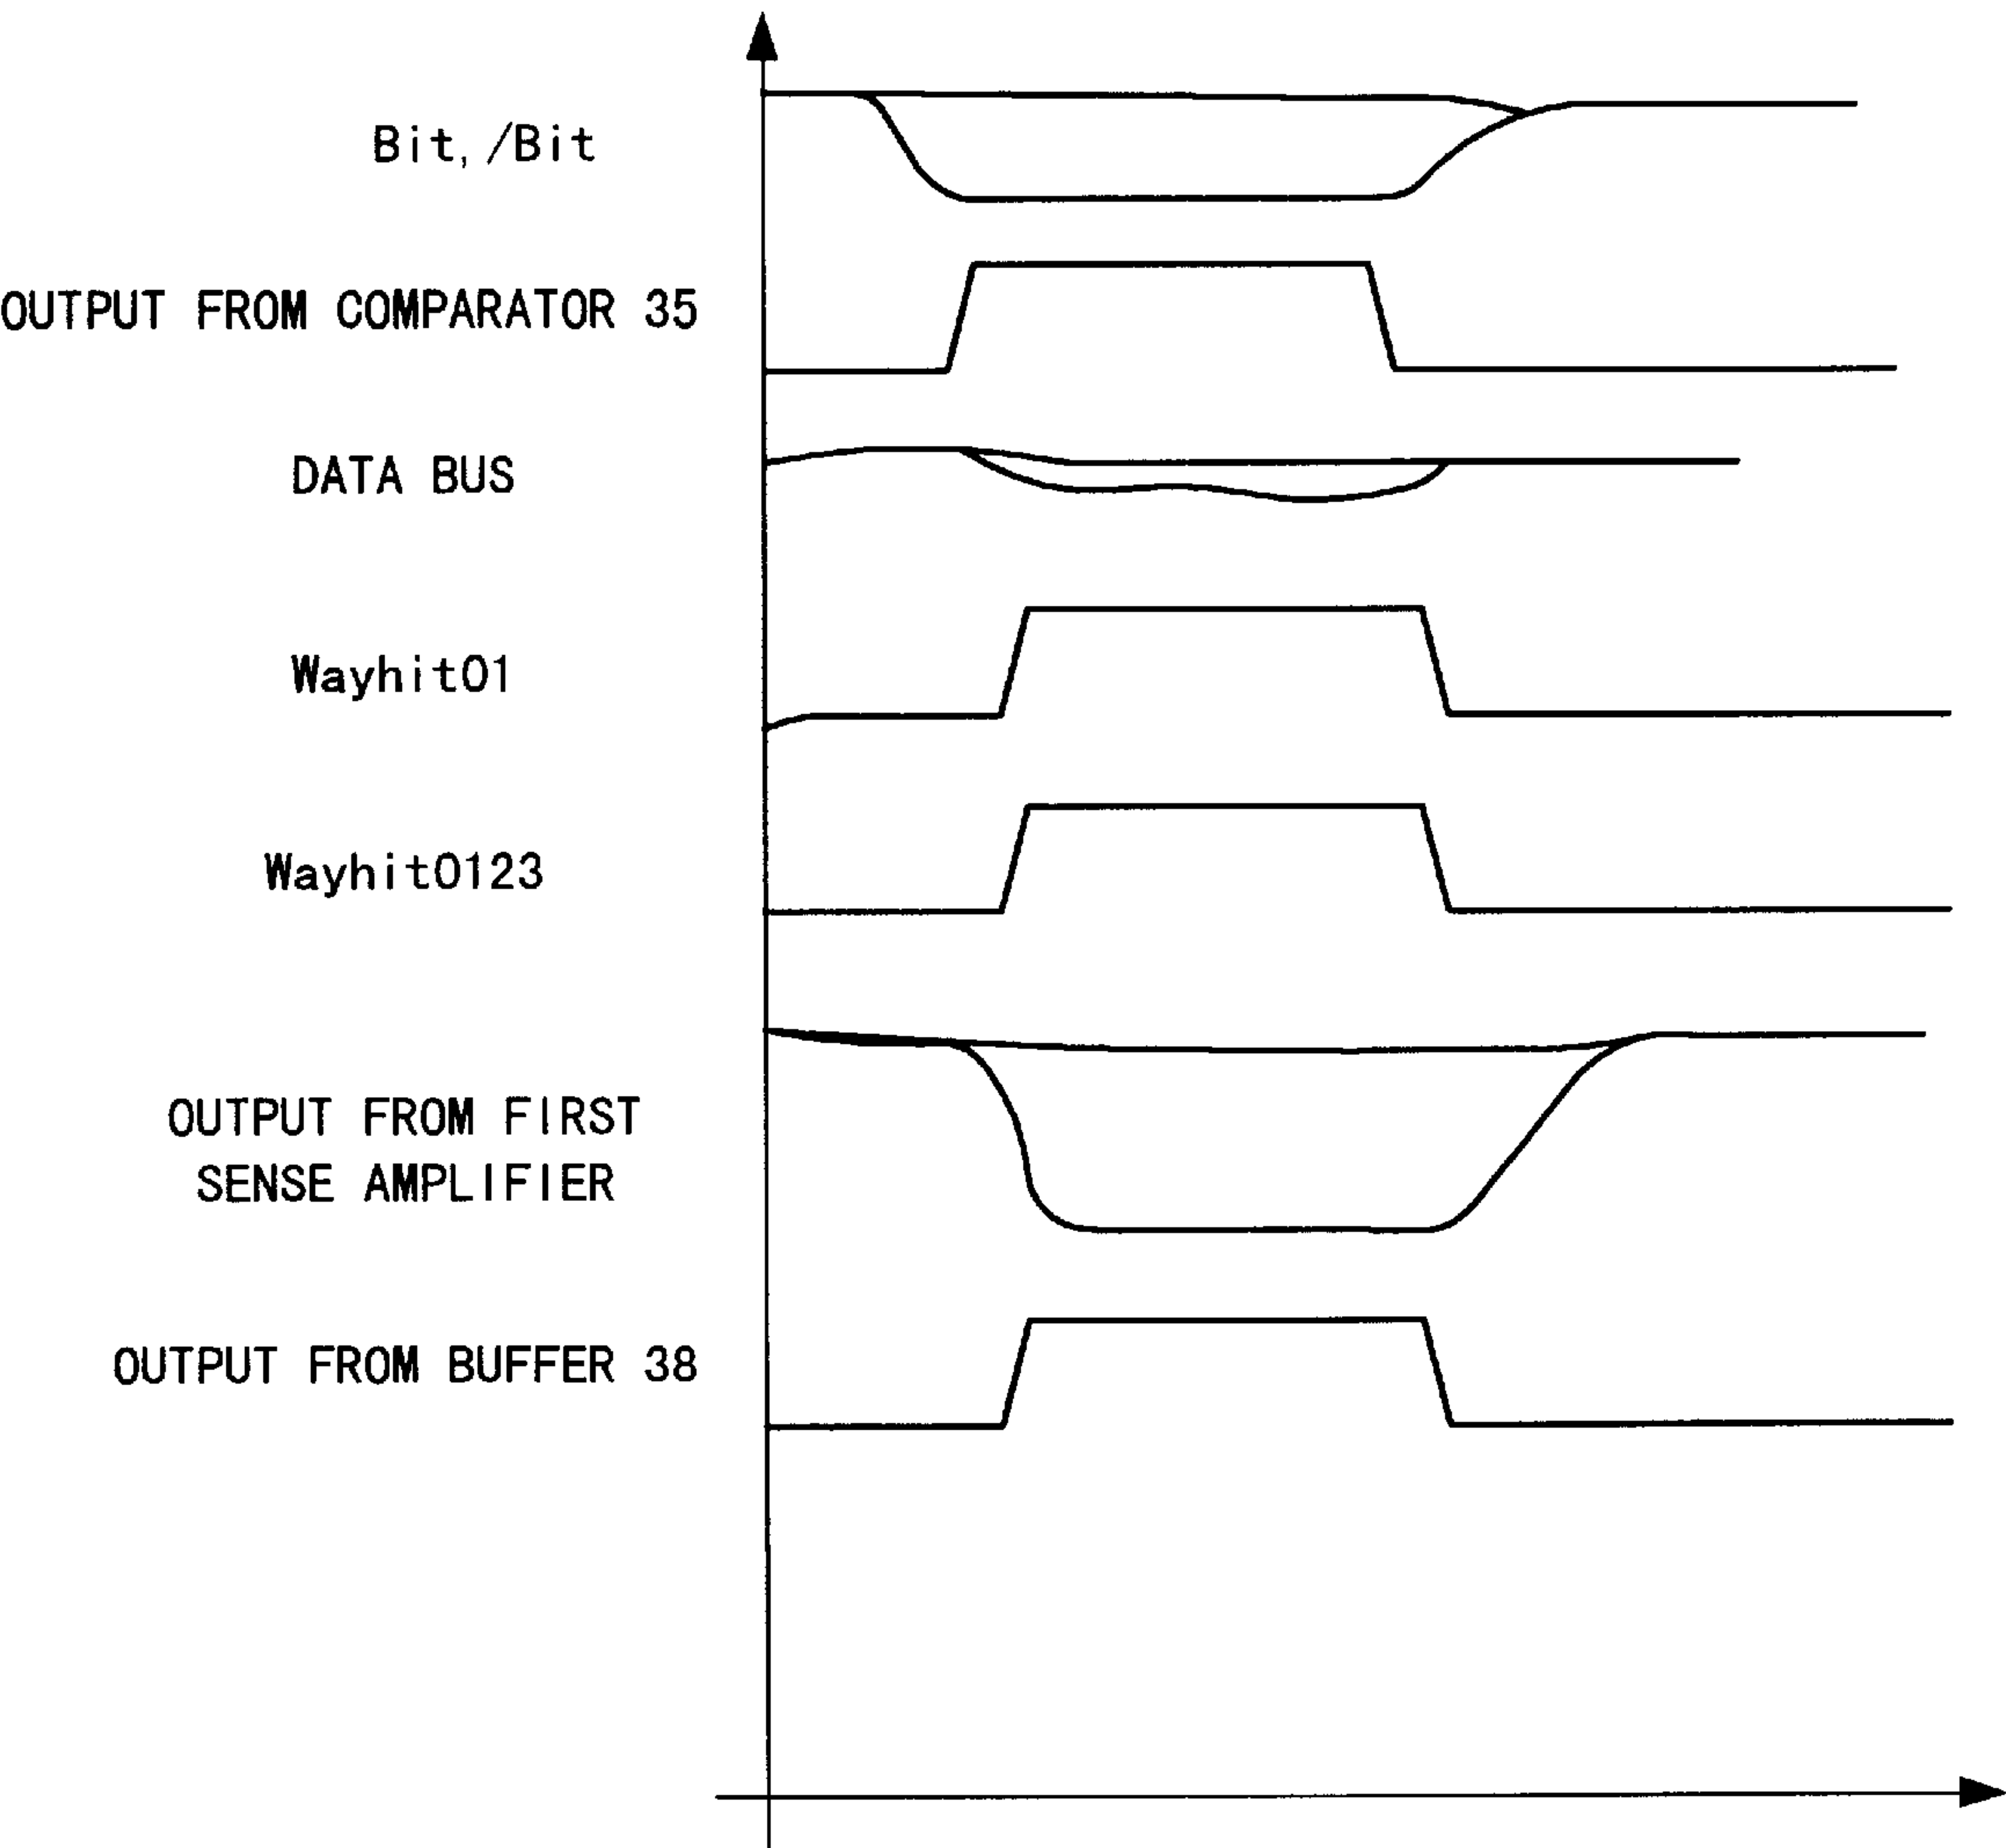 Bit, /Bit
OUTPUT FROM COMPARATOR 35
DATA BUS
Wayhit01
Wayhit0123
OUTPUT FROM FIRST
SENSE AMPLIFIER
OUTPUT FROM BUFFER 38